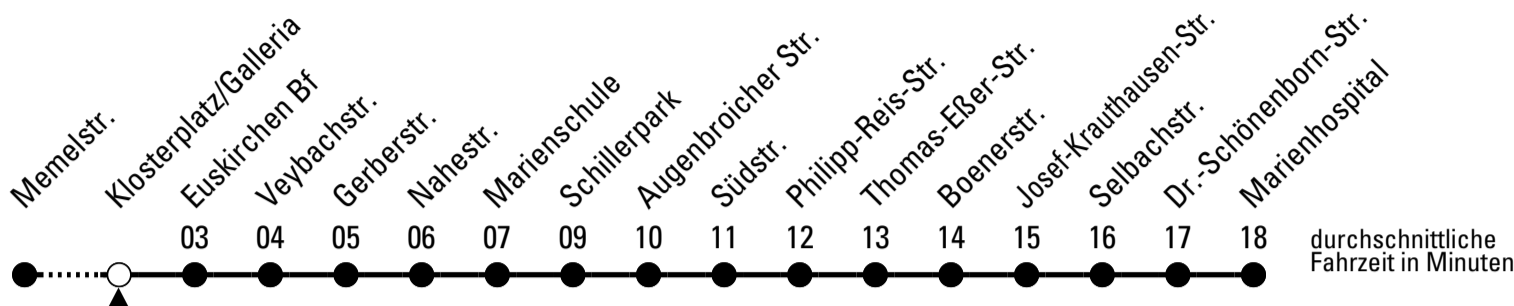 Memelstr.
Klosterplatz/Galleria
Euskirchen Bf
Veybachstr.
Gerberstr.
Nahestr.
Marienschule
Schillerpark
Augenbroicher Str.
Südstr.
Philipp-Reis-Str.
Thomas-Eßer-Str.
Boenerstr.
Josef-Krauthausen-Str.
Selbachstr.
Dr.-Schönenborn-Str.
Marienhospital
03 04 05 06 07 09 10 11 12 13 14 15 16 17 18
durchschnittliche
Fahrzeit in Minuten